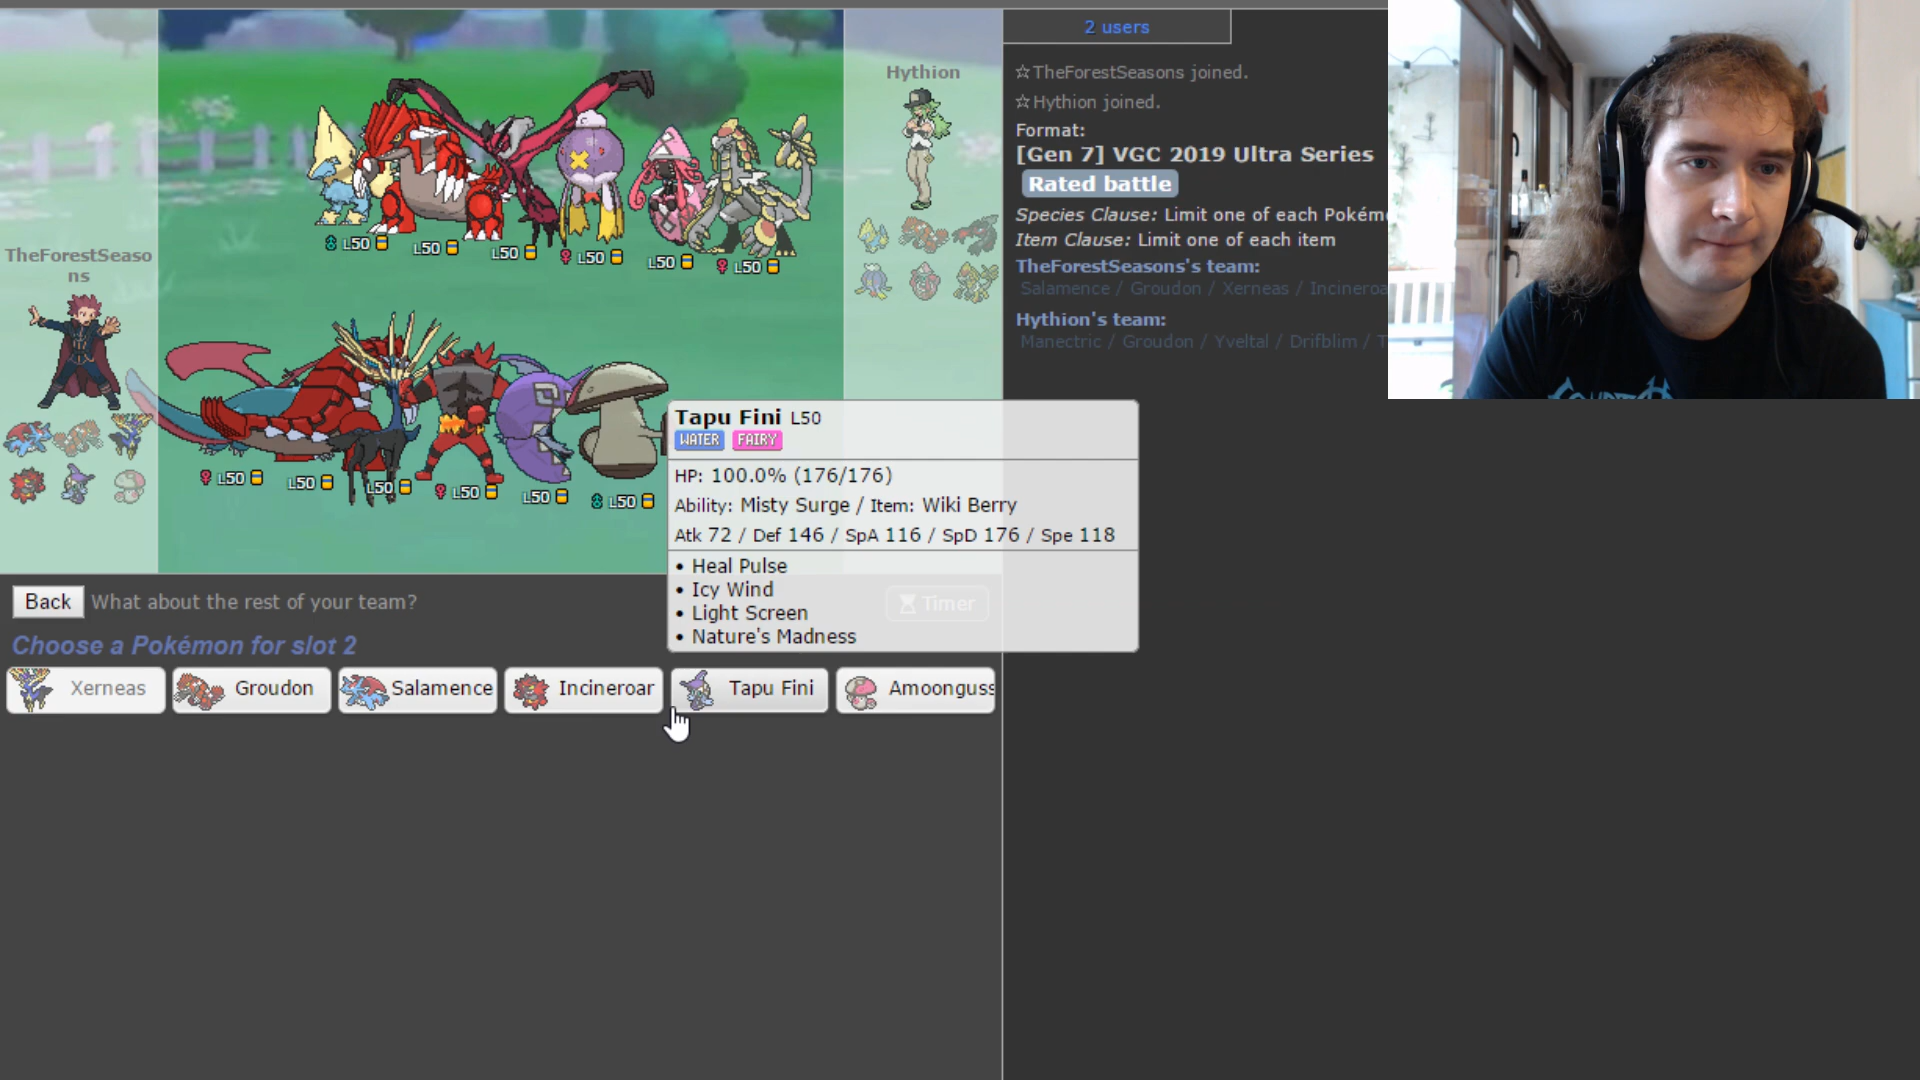 2 users
Hythion
☆TheForestSeasons joined.
☆Hythion joined.
Format:
[Gen 7] VGC 2019 Ultra Series
Rated battle
Species Clause: Limit one of each Pokém
Item Clause: Limit one of each item
TheForestSeasons's team:
Salamence / Groudon / Xerneas / Incineroa
Hythion's team:
Manectric / Groudon / Yveltal / Drifblim / T
TheForestSeaso
ns
L50
L50
L50
L50
L50
L50
L50
L50
L50
L50
L50
L50
Tapu Fini L50
WATER FAIRY
HP: 100.0% (176/176)
Ability: Misty Surge / Item: Wiki Berry
Atk 72 / Def 146 / SpA 116 / SpD 176 / Spe 118
• Heal Pulse
• Icy Wind
• Light Screen
• Nature's Madness
Back What about the rest of your team?
Timer
Choose a Pokémon for slot 2
Xerneas Groudon Salamence Incineroar Tapu Fini Amoonguss